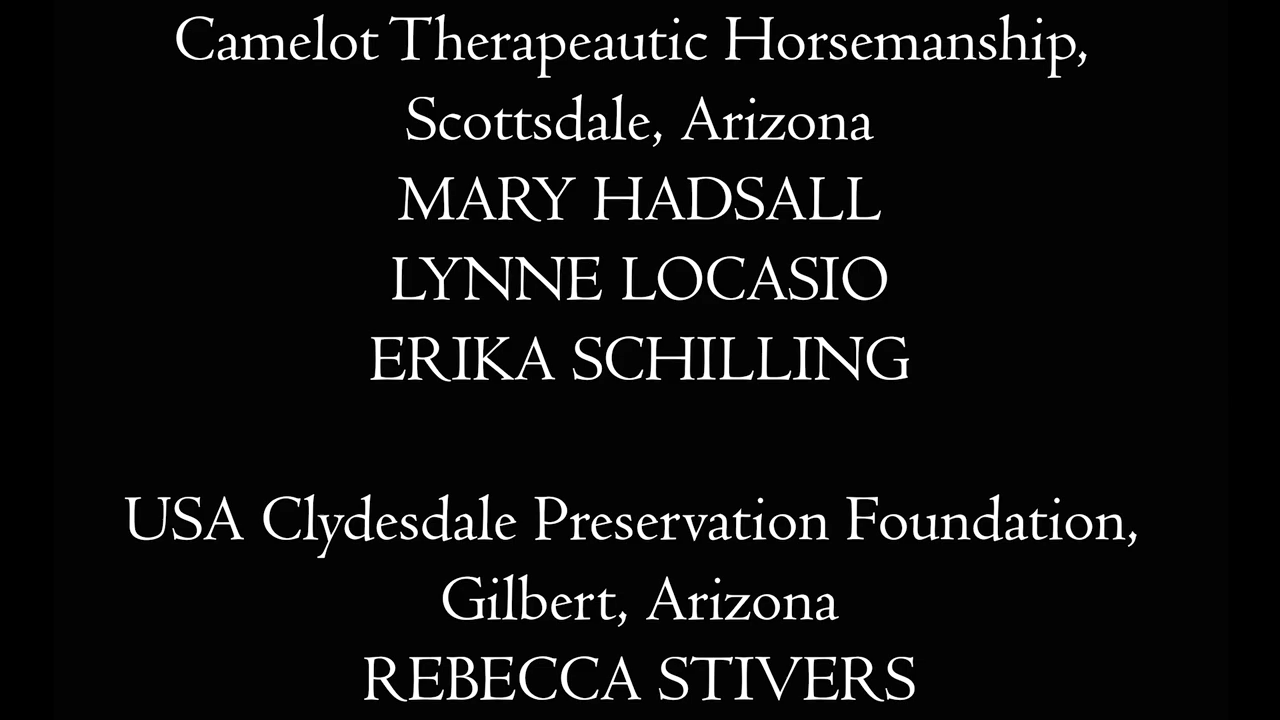 Camelot Therapeautic Horsemanship,
Scottsdale, Arizona
MARY HADSALL
LYNNE LOCASIO
ERIKA SCHILLING
USA Clydesdale Preservation Foundation,
Gilbert, Arizona
REBECCA STIVERS